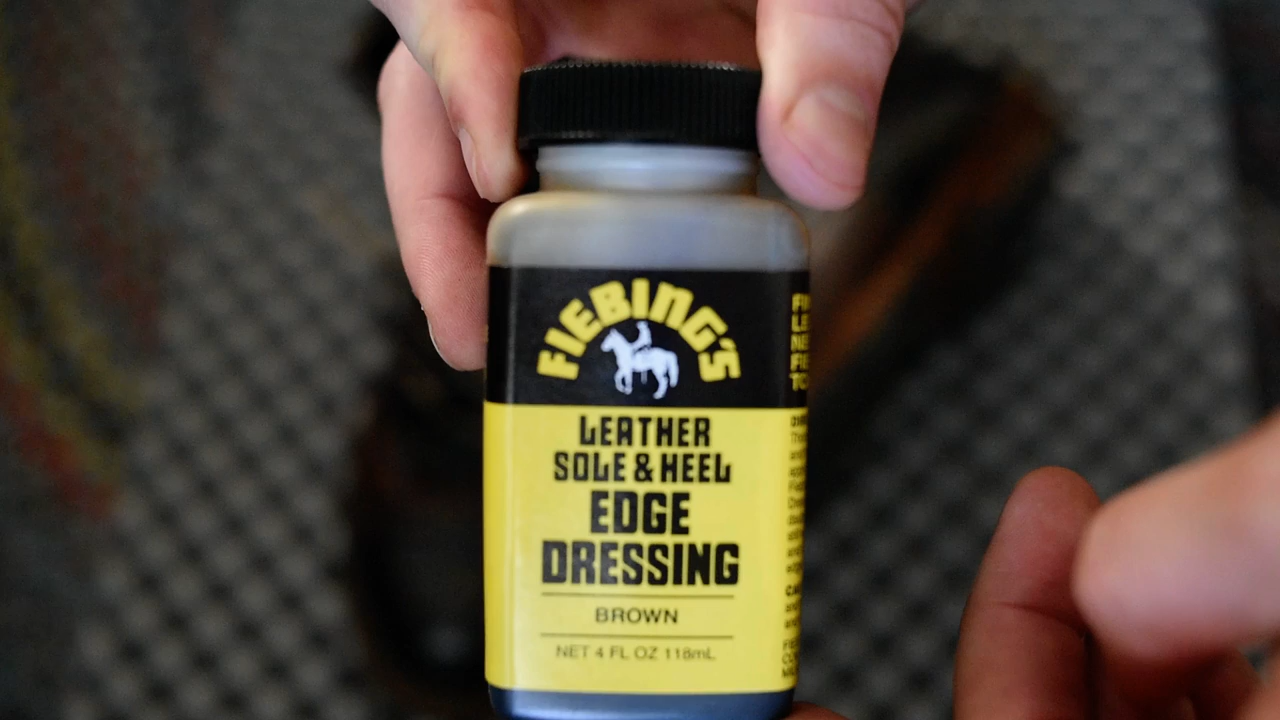 FIEBING'S
LEATHER
SOLE & HEEL
EDGE
DRESSING
BROWN
NET 4 FL OZ 118mL